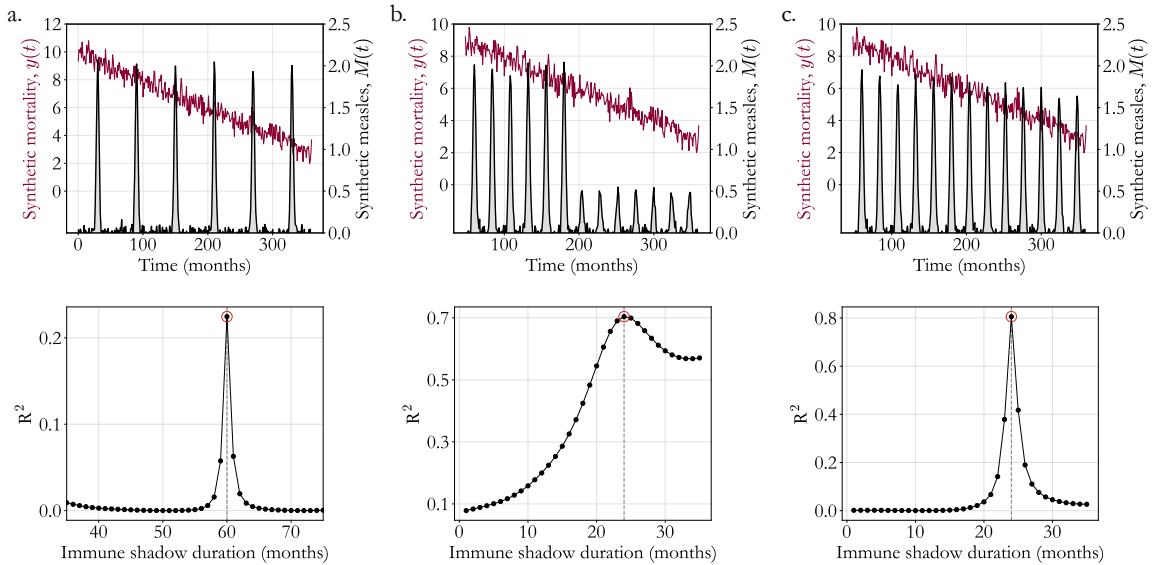 a.
Synthetic mortality, y(t)
12
10
8
6
4
2
0
2.5
2.0
1.5
1.0
0.5
0.0
Synthetic measles, M(t)
0 100 200 300
Time (months)
b.
Synthetic mortality, y(t)
10
8
6
4
2
0
2.5
2.0
1.5
1.0
0.5
0.0
Synthetic measles, M(t)
100 200 300
Time (months)
c.
Synthetic mortality, y(t)
10
8
6
4
2
0
2.5
2.0
1.5
1.0
0.5
0.0
Synthetic measles, M(t)
100 200 300
Time (months)
R²
0.2
0.1
0.0
40 50 60 70
Immune shadow duration (months)
R²
0.7
0.5
0.3
0.1
0 10 20 30
Immune shadow duration (months)
R²
0.8
0.6
0.4
0.2
0.0
0 10 20 30
Immune shadow duration (months)